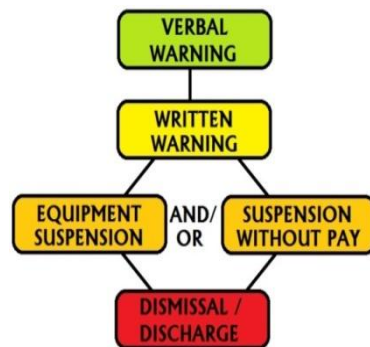 VERBAL
WARNING
WRITTEN
WARNING
EQUIPMENT
SUSPENSION
AND/
OR
SUSPENSION
WITHOUT PAY
DISMISSAL /
DISCHARGE